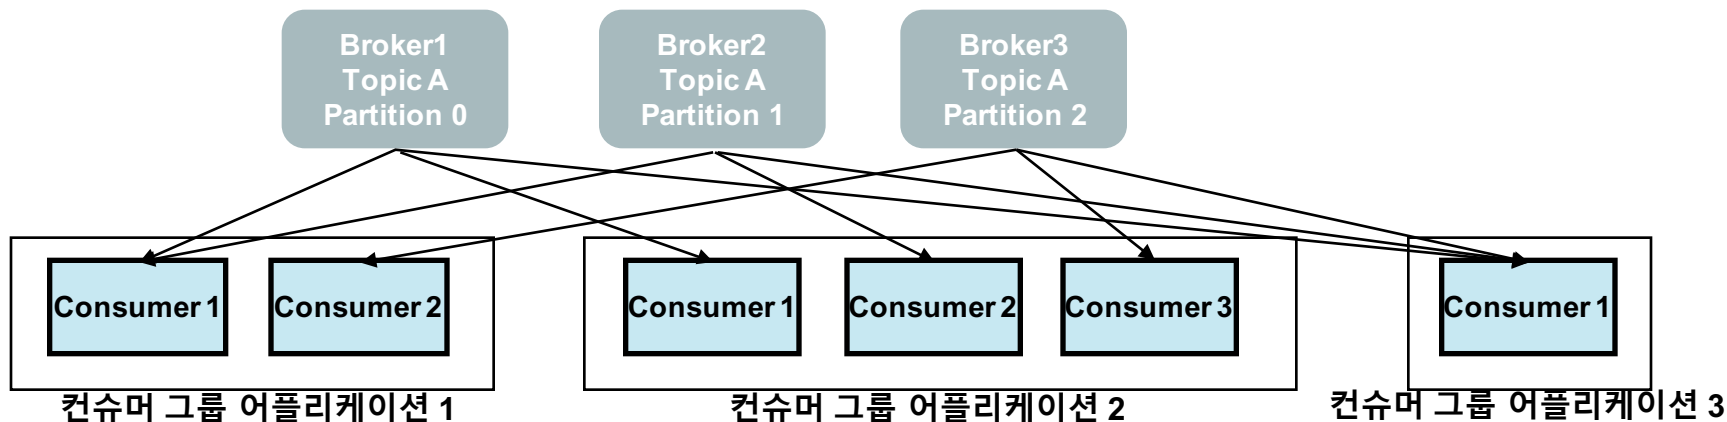 Broker1
Topic A
Partition 0
Broker2
Topic A
Partition 1
Broker3
Topic A
Partition 2
Consumer 1
Consumer 2
컨슈머 그룹 어플리케이션 1
Consumer 1
Consumer 2
Consumer 3
컨슈머 그룹 어플리케이션 2
Consumer 1
컨슈머 그룹 어플리케이션 3